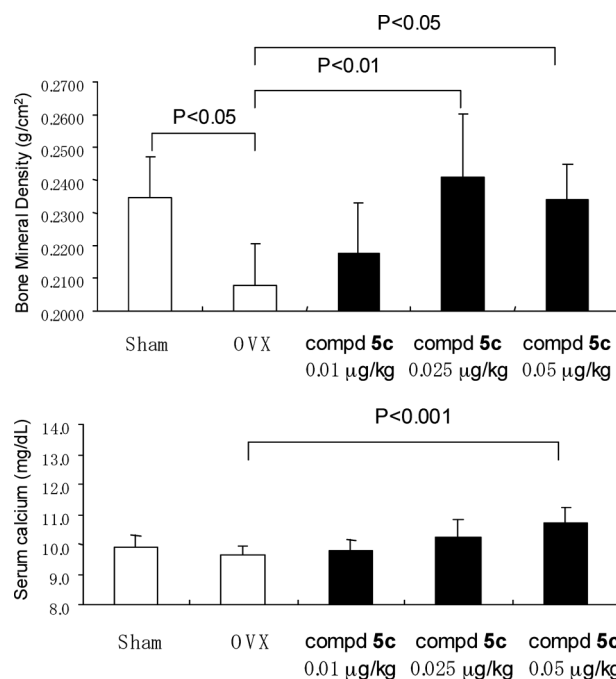 P<0.05
P<0.01
P<0.05
Bone Mineral Density (g/cm²)
0.2700
0.2600
0.2500
0.2400
0.2300
0.2200
0.2100
0.2000
Sham OVX compd 5c compd 5c compd 5c
0.01 µg/kg 0.025 µg/kg 0.05 µg/kg
P<0.001
Serum calcium (mg/dL)
14.0
13.0
12.0
11.0
10.0
9.0
8.0
Sham OVX compd 5c compd 5c compd 5c
0.01 µg/kg 0.025 µg/kg 0.05 µg/kg